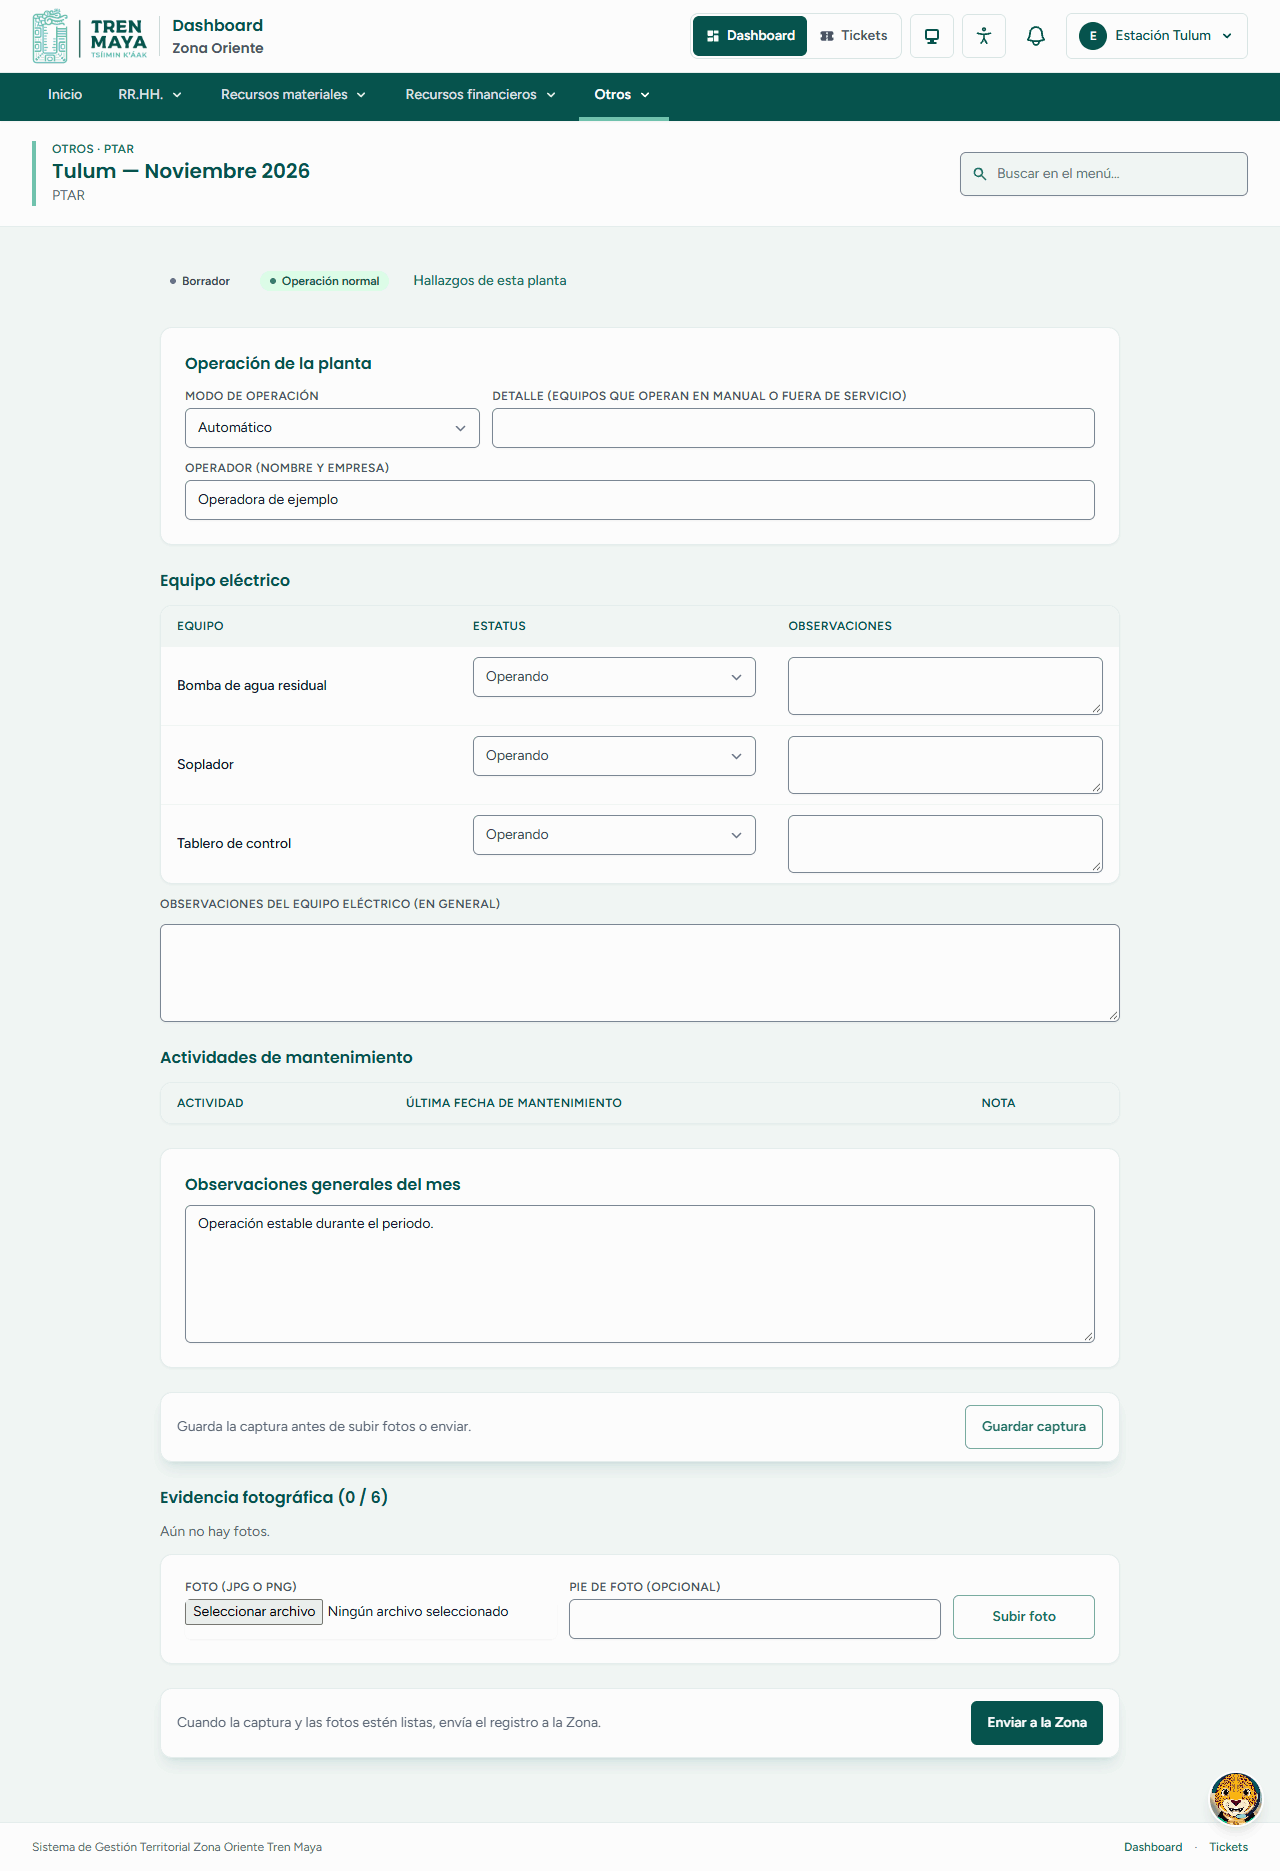 TREN
MAYA
TSÍIMIN K'ÁAK
Dashboard
Zona Oriente
Dashboard
Tickets
E
Estación Tulum
Inicio
RR.HH.
Recursos materiales
Recursos financieros
Otros
OTROS · PTAR
Tulum — Noviembre 2026
PTAR
Buscar en el menú...
Borrador
Operación normal
Hallazgos de esta planta
Operación de la planta
MODO DE OPERACIÓN
DETALLE (EQUIPOS QUE OPERAN EN MANUAL O FUERA DE SERVICIO)
Automático
OPERADOR (NOMBRE Y EMPRESA)
Operadora de ejemplo
Equipo eléctrico
EQUIPO
ESTATUS
OBSERVACIONES
Bomba de agua residual
Operando
Soplador
Operando
Tablero de control
Operando
OBSERVACIONES DEL EQUIPO ELÉCTRICO (EN GENERAL)
Actividades de mantenimiento
ACTIVIDAD
ÚLTIMA FECHA DE MANTENIMIENTO
NOTA
Observaciones generales del mes
Operación estable durante el periodo.
Guarda la captura antes de subir fotos o enviar.
Guardar captura
Evidencia fotográfica (0 / 6)
Aún no hay fotos.
FOTO (JPG O PNG)
PIE DE FOTO (OPCIONAL)
Seleccionar archivo
Ningún archivo seleccionado
Subir foto
Cuando la captura y las fotos estén listas, envía el registro a la Zona.
Enviar a la Zona
Sistema de Gestión Territorial Zona Oriente Tren Maya
Dashboard
·
Tickets